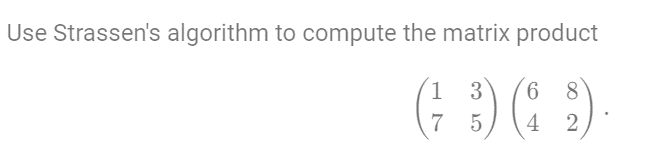 Use Strassen's algorithm to compute the matrix product
(1 3) (6 8)
(7 5) (4 2) .